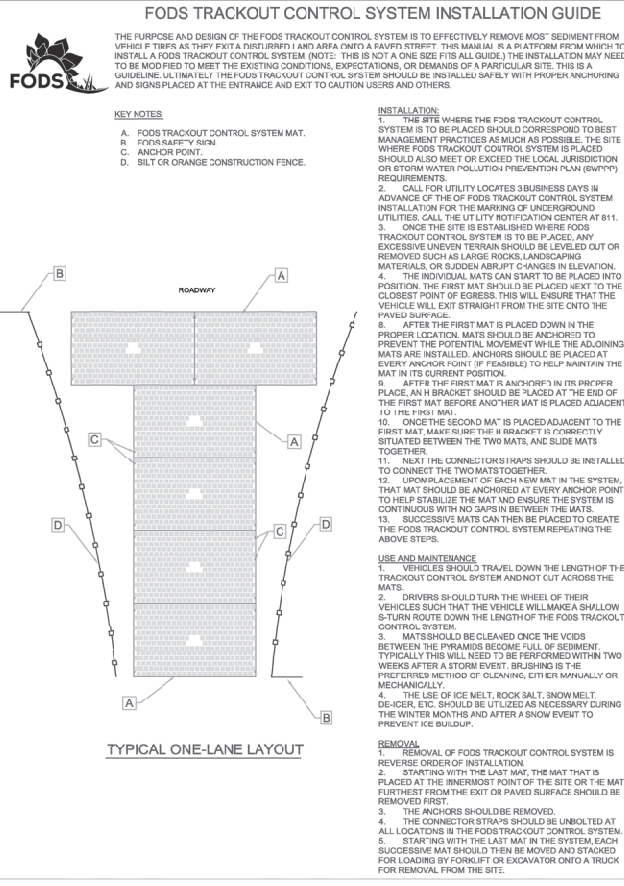 FODS TRACKOUT CONTROL SYSTEM INSTALLATION GUIDE
THE PURPOSE AND DESIGN OF THE FODS TRACKOUT CONTROL SYSTEM IS TO EFFECTIVELY REMOVE MOST SEDIMENT FROM
VEHICLE TIRES AS THEY EXIT A DISTURBED LAND AREA ONTO A PAVED STREET. THIS MANUAL IS A PLATFORM FROM WHICH TO
INSTALL A FODS TRACKOUT CONTROL SYSTEM. (NOTE: THIS IS NOT A ONE SIZE FITS ALL GUIDE.) THE INSTALLATION MAY NEED
TO BE MODIFIED TO MEET THE EXISTING CONDITIONS, EXPECTATIONS, OR DEMANDS OF A PARTICULAR SITE. THIS IS A
GUIDELINE. ULTIMATELY THE FODS TRACKOUT CONTROL SYSTEM SHOULD BE INSTALLED SAFELY WITH PROPER ANCHORING
AND SIGNS PLACED AT THE ENTRANCE AND EXIT TO CAUTION USERS AND OTHERS.
FODS
KEY NOTES
A. FODS TRACKOUT CONTROL SYSTEM MAT.
B. FODS SAFETY SIGN.
C. ANCHOR POINT.
D. SILT OR ORANGE CONSTRUCTION FENCE.
B
ROADWAY
A
A
C
C
D
D
A
B
TYPICAL ONE-LANE LAYOUT
INSTALLATION:
1. THE SITE WHERE THE FODS TRACKOUT CONTROL
SYSTEM IS TO BE PLACED SHOULD CORRESPOND TO BEST
MANAGEMENT PRACTICES AS MUCH AS POSSIBLE. THE SITE
WHERE FODS TRACKOUT CONTROL SYSTEM IS PLACED
SHOULD ALSO MEET OR EXCEED THE LOCAL JURISDICTION
OR STORM WATER POLLUTION PREVENTION PLAN (SWPPP)
REQUIREMENTS.
2. CALL FOR UTILITY LOCATES 3 BUSINESS DAYS IN
ADVANCE OF THE OF FODS TRACKOUT CONTROL SYSTEM
INSTALLATION FOR THE MARKING OF UNDERGROUND
UTILITIES. CALL THE UTILITY NOTIFICATION CENTER AT 811.
3. ONCE THE SITE IS ESTABLISHED WHERE FODS
TRACKOUT CONTROL SYSTEM IS TO BE PLACED, ANY
EXCESSIVE UNEVEN TERRAIN SHOULD BE LEVELED OUT OR
REMOVED SUCH AS LARGE ROCKS, LANDSCAPING
MATERIALS, OR SUDDEN ABRUPT CHANGES IN ELEVATION.
4. THE INDIVIDUAL MATS CAN START TO BE PLACED INTO
POSITION. THE FIRST MAT SHOULD BE PLACED NEXT TO THE
CLOSEST POINT OF EGRESS. THIS WILL ENSURE THAT THE
VEHICLE WILL EXIT STRAIGHT FROM THE SITE ONTO THE
PAVED SURFACE.
8. AFTER THE FIRST MAT IS PLACED DOWN IN THE
PROPER LOCATION. MATS SHOULD BE ANCHORED TO
PREVENT THE POTENTIAL MOVEMENT WHILE THE ADJOINING
MATS ARE INSTALLED. ANCHORS SHOULD BE PLACED AT
EVERY ANCHOR POINT (IF FEASIBLE) TO HELP MAINTAIN THE
MAT IN ITS CURRENT POSITION.
9. AFTER THE FIRST MAT IS ANCHORED IN ITS PROPER
PLACE, AN H BRACKET SHOULD BE PLACED AT THE END OF
THE FIRST MAT BEFORE ANOTHER MAT IS PLACED ADJACENT
TO THE FIRST MAT.
10. ONCE THE SECOND MAT IS PLACED ADJACENT TO THE
FIRST MAT, MAKE SURE THE H BRACKET IS CORRECTLY
SITUATED BETWEEN THE TWO MATS, AND SLIDE MATS
TOGETHER.
11. NEXT THE CONNECTOR STRAPS SHOULD BE INSTALLED
TO CONNECT THE TWO MATS TOGETHER.
12. UPON PLACEMENT OF EACH NEW MAT IN THE SYSTEM,
THAT MAT SHOULD BE ANCHORED AT EVERY ANCHOR POINT
TO HELP STABILIZE THE MAT AND ENSURE THE SYSTEM IS
CONTINUOUS WITH NO GAPS IN BETWEEN THE MATS.
13. SUCCESSIVE MATS CAN THEN BE PLACED TO CREATE
THE FODS TRACKOUT CONTROL SYSTEM REPEATING THE
ABOVE STEPS.
USE AND MAINTENANCE
1. VEHICLES SHOULD TRAVEL DOWN THE LENGTH OF THE
TRACKOUT CONTROL SYSTEM AND NOT CUT ACROSS THE
MATS.
2. DRIVERS SHOULD TURN THE WHEEL OF THEIR
VEHICLES SUCH THAT THE VEHICLE WILL MAKE A SHALLOW
S-TURN ROUTE DOWN THE LENGTH OF THE FODS TRACKOUT
CONTROL SYSTEM.
3. MATS SHOULD BE CLEANED ONCE THE VOIDS
BETWEEN THE PYRAMIDS BECOME FULL OF SEDIMENT.
TYPICALLY THIS WILL NEED TO BE PERFORMED WITHIN TWO
WEEKS AFTER A STORM EVENT. BRUSHING IS THE
PREFERRED METHOD OF CLEANING, EITHER MANUALLY OR
MECHANICALLY.
4. THE USE OF ICE MELT, ROCK SALT, SNOW MELT,
DE-ICER, ETC. SHOULD BE UTILIZED AS NECESSARY DURING
THE WINTER MONTHS AND AFTER A SNOW EVENT TO
PREVENT ICE BUILDUP.
REMOVAL
1. REMOVAL OF FODS TRACKOUT CONTROL SYSTEM IS
REVERSE ORDER OF INSTALLATION.
2. STARTING WITH THE LAST MAT, THE MAT THAT IS
PLACED AT THE INNERMOST POINT OF THE SITE OR THE MAT
FURTHEST FROM THE EXIT OR PAVED SURFACE SHOULD BE
REMOVED FIRST.
3. THE ANCHORS SHOULD BE REMOVED.
4. THE CONNECTOR STRAPS SHOULD BE UNBOLTED AT
ALL LOCATIONS IN THE FODS TRACKOUT CONTROL SYSTEM.
5. STARTING WITH THE LAST MAT IN THE SYSTEM, EACH
SUCCESSIVE MAT SHOULD THEN BE MOVED AND STACKED
FOR LOADING BY FORKLIFT OR EXCAVATOR ONTO A TRUCK
FOR REMOVAL FROM THE SITE.